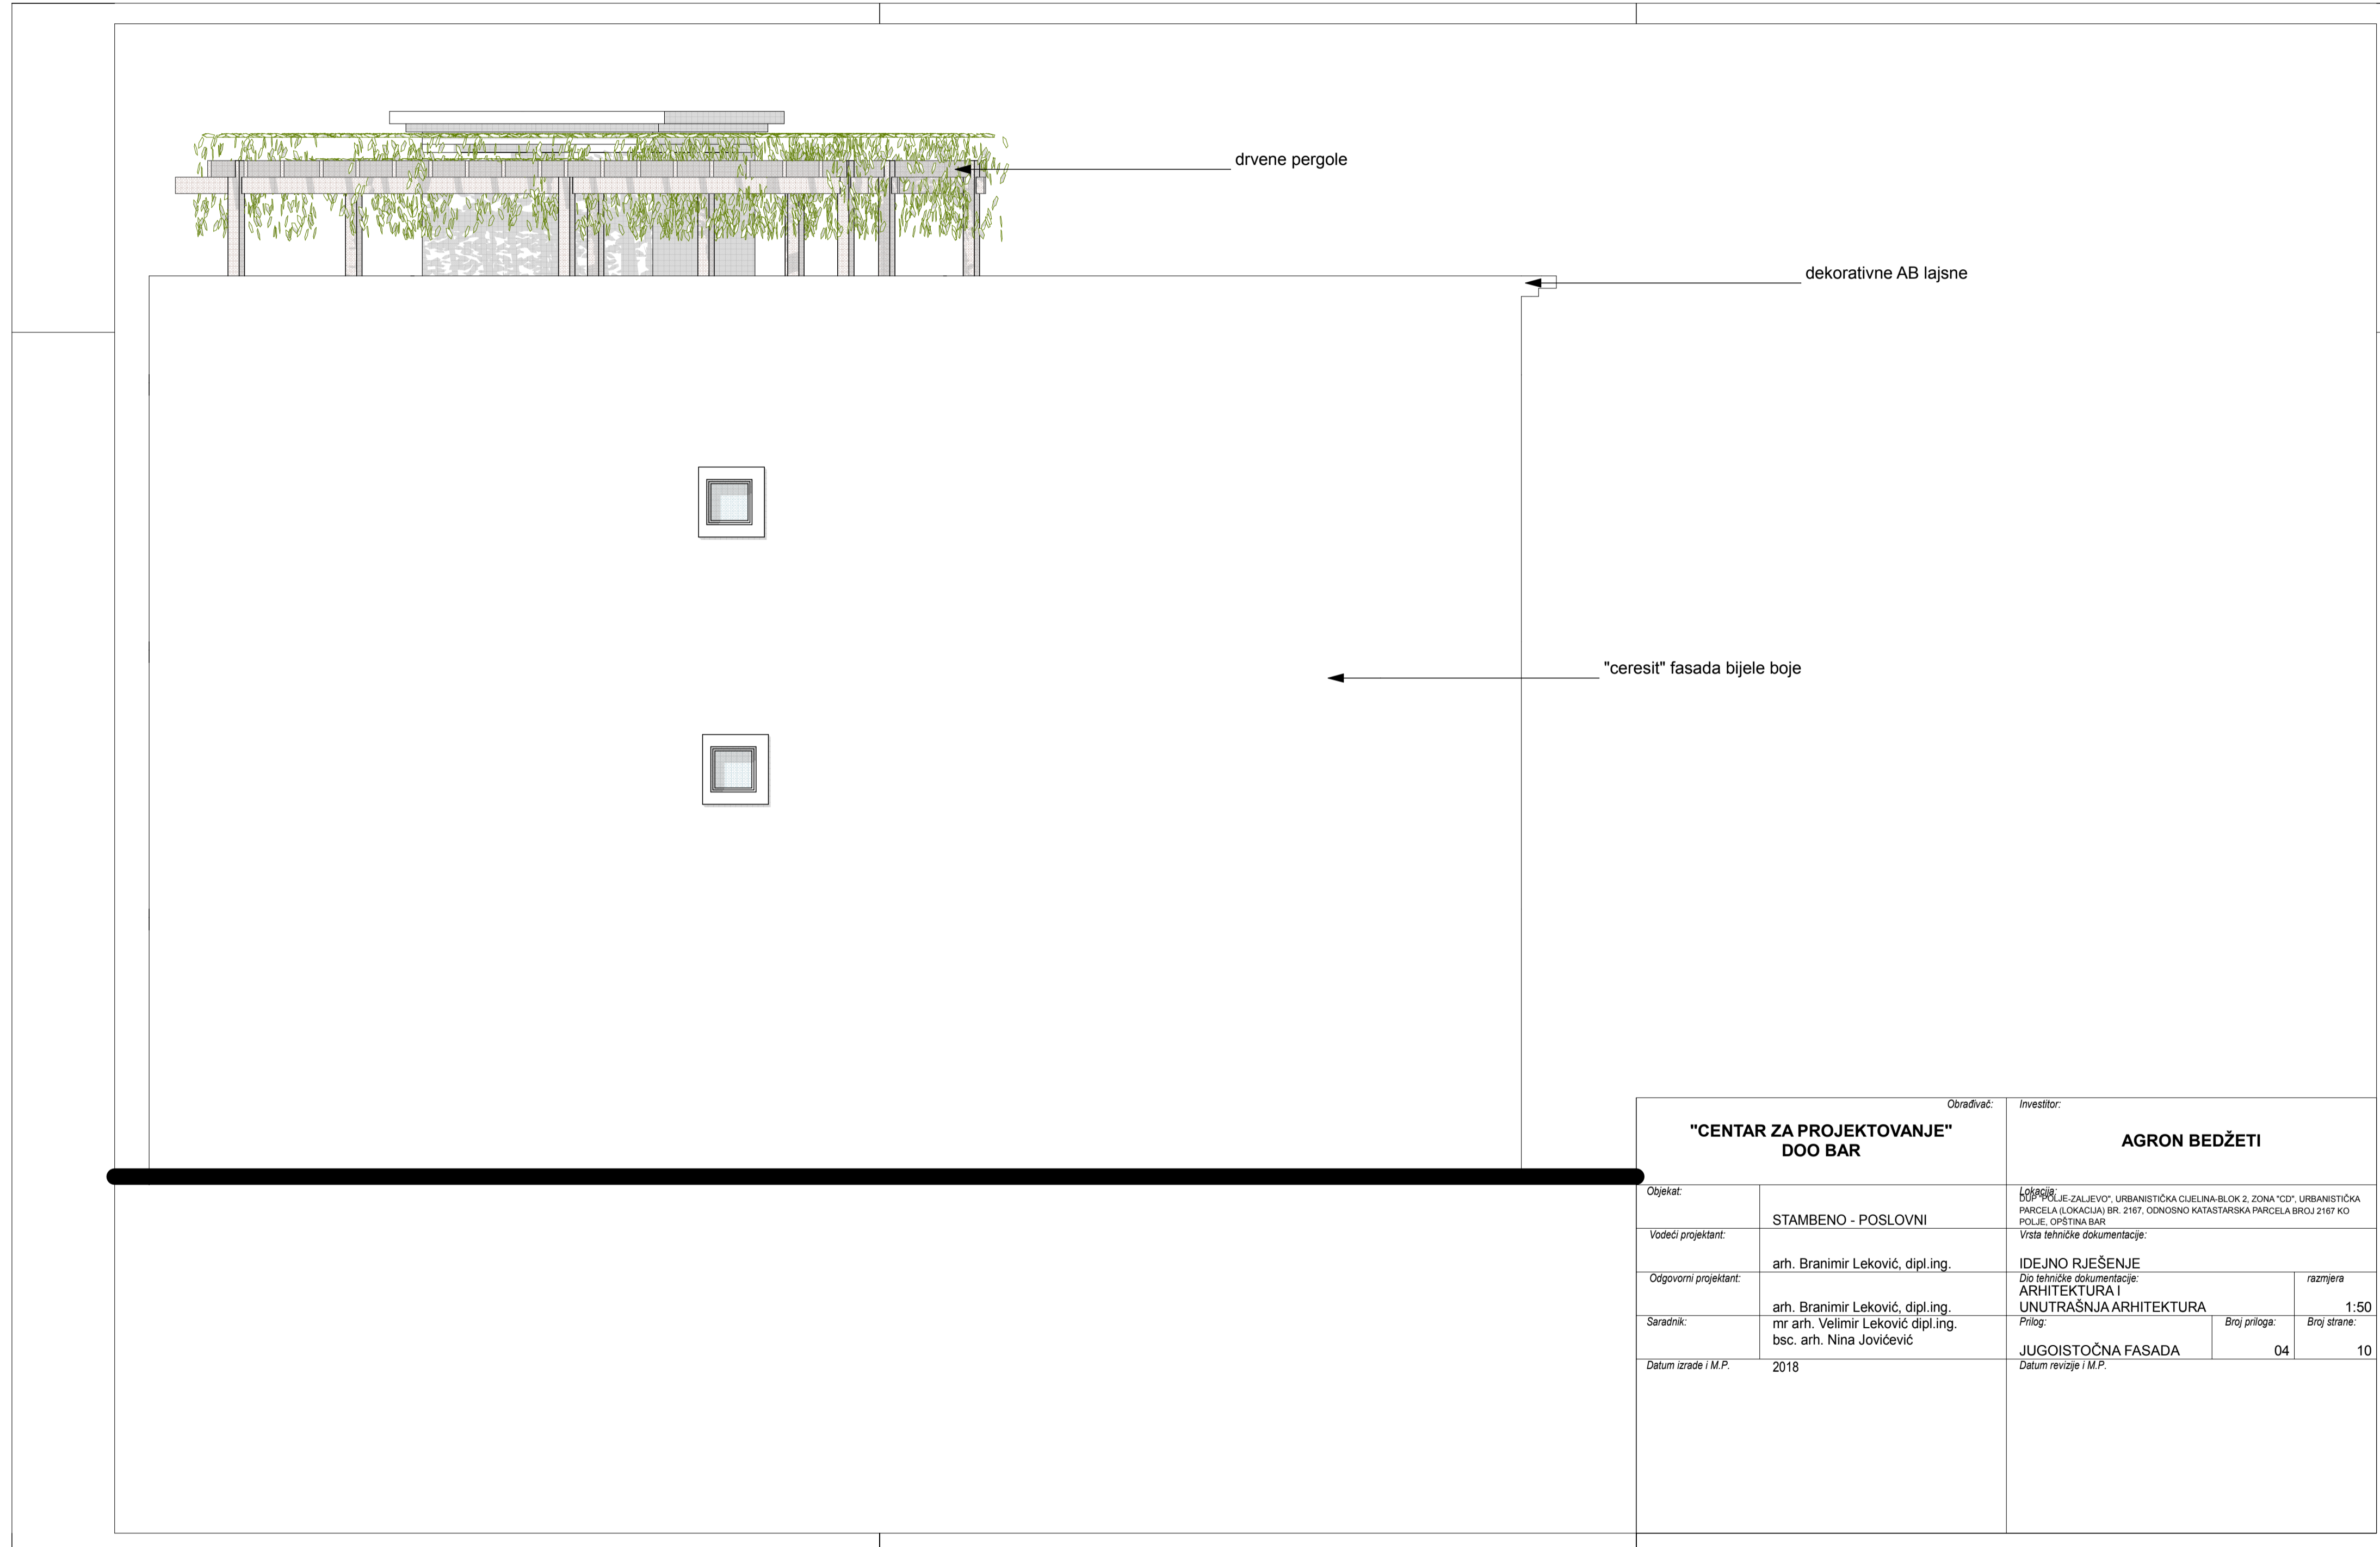 drvene pergole
dekorativne AB lajsne
"ceresit" fasada bijele boje
Obrađivač:
"CENTAR ZA PROJEKTOVANJE"
DOO BAR
Investitor:
AGRON BEDŽETI
Objekat:
STAMBENO - POSLOVNI
Lokacija:
DUP "POLJE-ZALJEVO", URBANISTIČKA CIJELINA-BLOK 2, ZONA "CD", URBANISTIČKA
PARCELA (LOKACIJA) BR. 2167, ODNOSNO KATASTARSKA PARCELA BROJ 2167 KO
POLJE, OPŠTINA BAR
Vodeći projektant:
arh. Branimir Leković, dipl.ing.
Vrsta tehničke dokumentacije:
IDEJNO RJEŠENJE
Odgovorni projektant:
arh. Branimir Leković, dipl.ing.
Dio tehničke dokumentacije:
ARHITEKTURA I
UNUTRAŠNJA ARHITEKTURA
razmjera
1:50
Saradnik:
mr arh. Velimir Leković dipl.ing.
bsc. arh. Nina Jovićević
Prilog:
JUGOISTOČNA FASADA
Broj priloga:
04
Broj strane:
10
Datum izrade i M.P.
2018
Datum revizije i M.P.